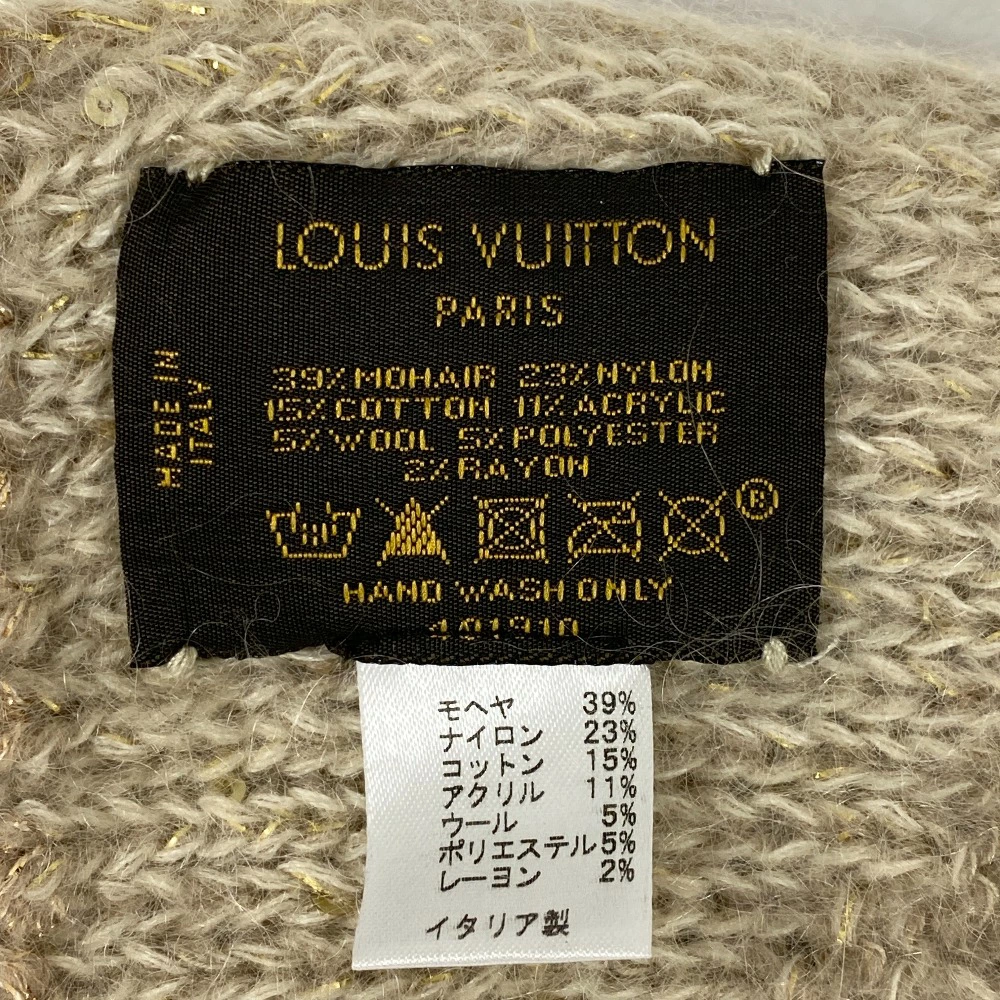 LOUIS VUITTON
PARIS
MADE IN
ITALY
39% MOHAIR 23% NYLON
15% COTTON 11% ACRYLIC
5% WOOL 5% POLYESTER
2% RAYON
®
HAND WASH ONLY
401910
モヘヤ 39%
ナイロン 23%
コットン 15%
アクリル 11%
ウール 5%
ポリエステル 5%
レーヨン 2%
イタリア製